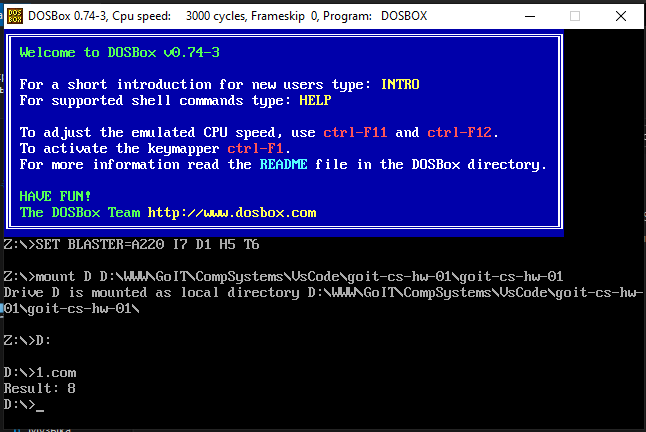 DOSBox 0.74-3, Cpu speed:    3000 cycles, Frameskip  0, Program:   DOSBOX
DOS
BOX
Welcome to DOSBox v0.74-3
For a short introduction for new users type: INTRO
For supported shell commands type: HELP
To adjust the emulated CPU speed, use ctrl-F11 and ctrl-F12.
To activate the keymapper ctrl-F1.
For more information read the README file in the DOSBox directory.
HAVE FUN!
The DOSBox Team http://www.dosbox.com
Z:\>SET BLASTER=A220 I7 D1 H5 T6
Z:\>mount D D:\WWW\GoIT\CompSystems\VsCode\goit-cs-hw-01\goit-cs-hw-01
Drive D is mounted as local directory D:\WWW\GoIT\CompSystems\VsCode\goit-cs-hw-
01\goit-cs-hw-01\
Z:\>D:
D:\>1.com
Result: 8
D:\>_